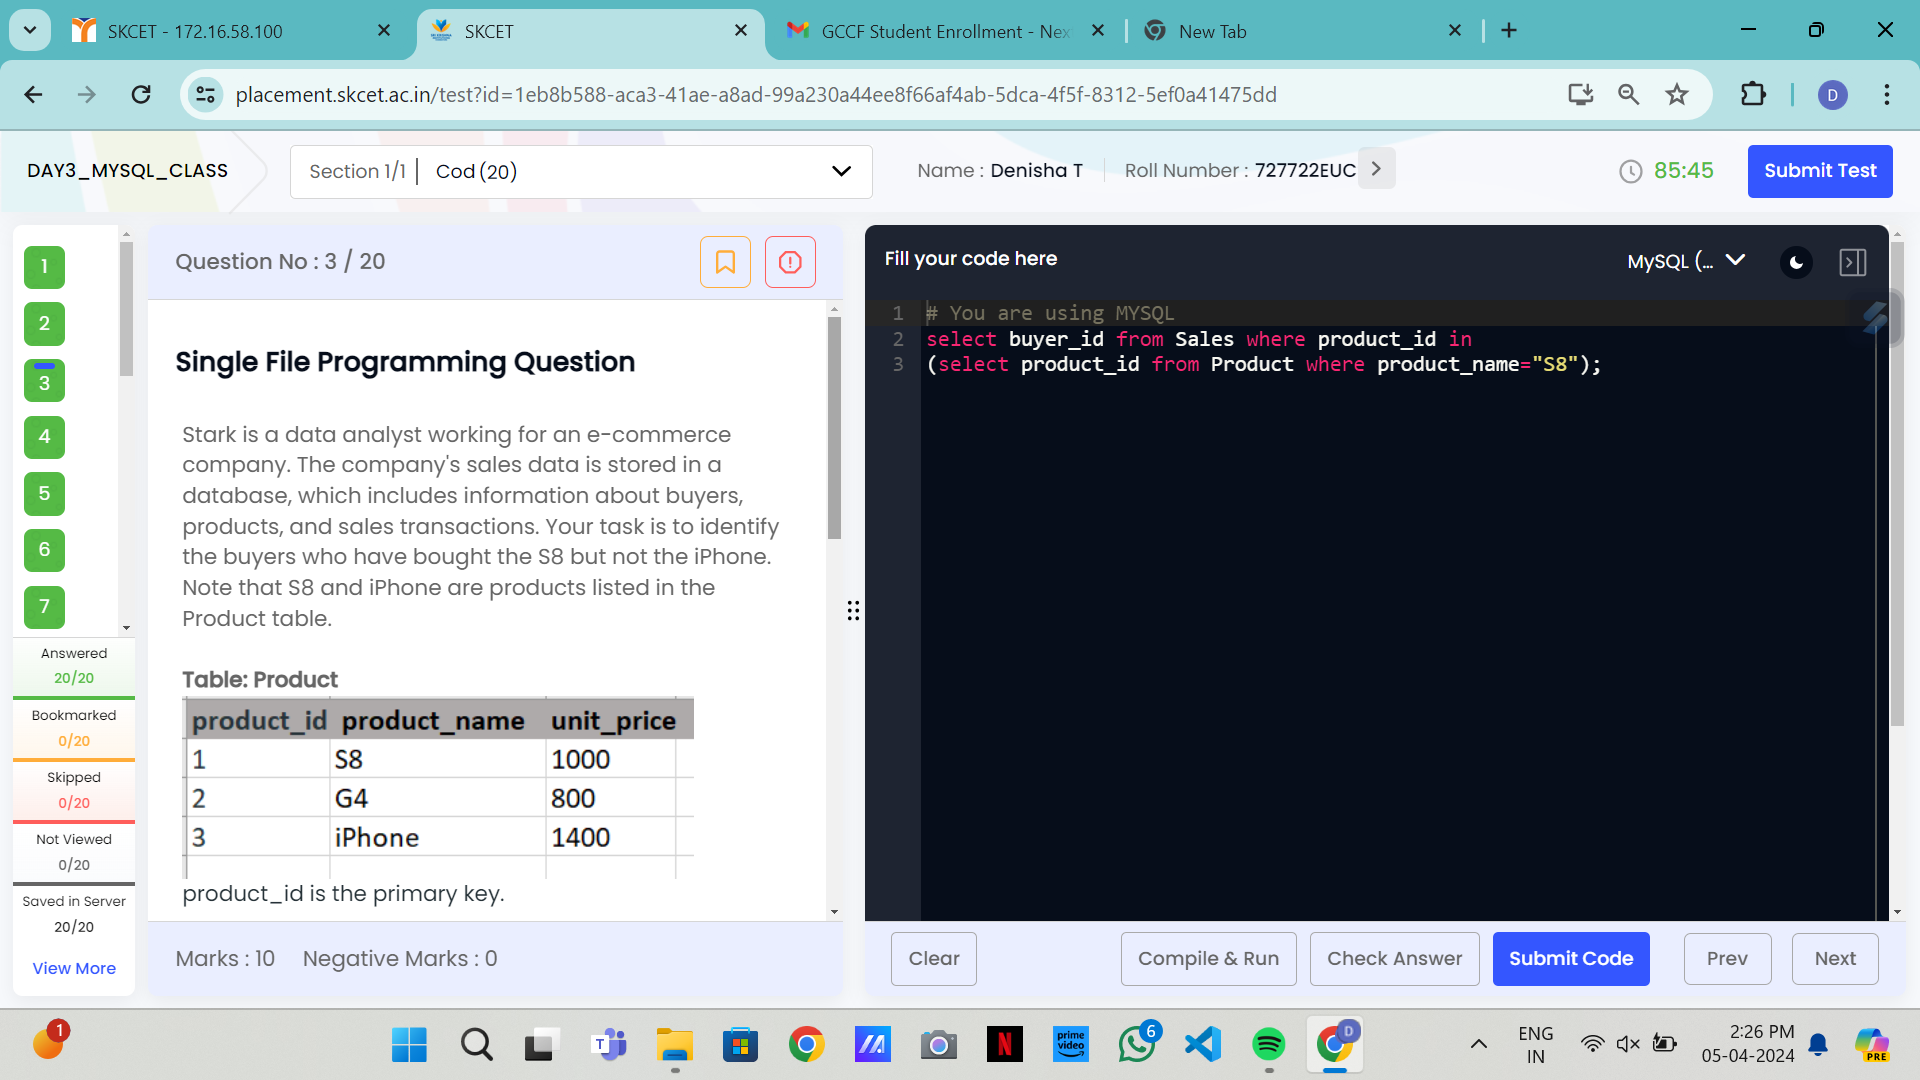 SKCET - 172.16.58.100
SKCET
GCCF Student Enrollment - Nex
New Tab
placement.skcet.ac.in/test?id=1eb8b588-aca3-41ae-a8ad-99a230a44ee8f66af4ab-5dca-4f5f-8312-5ef0a41475dd
D
DAY3_MYSQL_CLASS
Section 1/1 | Cod (20)
Name : Denisha T
Roll Number : 727722EUC
85:45
Submit Test
1
2
3
4
5
6
7
Answered
20/20
Bookmarked
0/20
Skipped
0/20
Not Viewed
0/20
Saved in Server
20/20
View More
Question No : 3 / 20
Single File Programming Question
Stark is a data analyst working for an e-commerce
company. The company's sales data is stored in a
database, which includes information about buyers,
products, and sales transactions. Your task is to identify
the buyers who have bought the S8 but not the iPhone.
Note that S8 and iPhone are products listed in the
Product table.
Table: Product
product_id product_name unit_price
1 S8 1000
2 G4 800
3 iPhone 1400
product_id is the primary key.
Marks : 10 Negative Marks : 0
Fill your code here
MySQL (...
1 # You are using MYSQL
2 select buyer_id from Sales where product_id in
3 (select product_id from Product where product_name="S8");
Clear
Compile & Run
Check Answer
Submit Code
Prev
Next
1
T
prime
video
6
D
ENG
IN
2:26 PM
05-04-2024
PRE